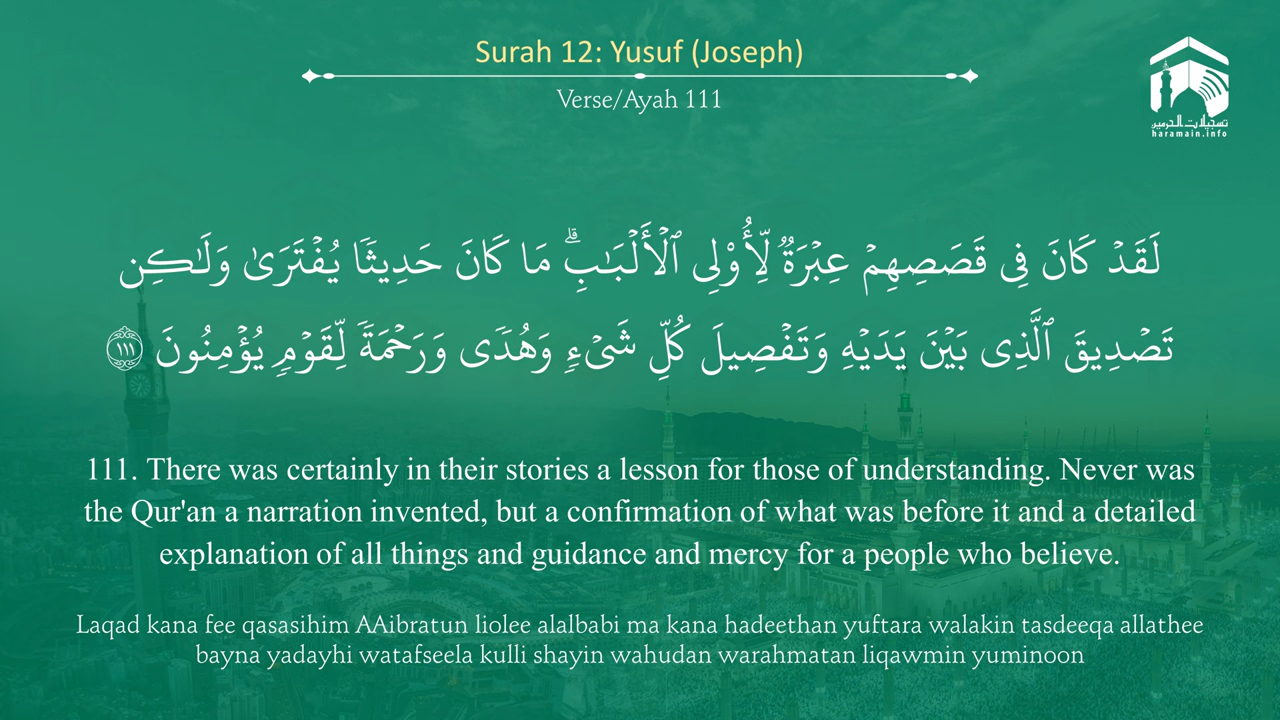 Surah 12: Yusuf (Joseph)
Verse/Ayah 111
تسجيلات الحرمين
haramain.info
لَقَدْ كَانَ فِى قَصَصِهِمْ عِبْرَةٌ لِّأُو۟لِى ٱلْأَلْبَـٰبِ ۗ مَا كَانَ حَدِيثًا يُفْتَرَىٰ وَلَـٰكِن
تَصْدِيقَ ٱلَّذِى بَيْنَ يَدَيْهِ وَتَفْصِيلَ كُلِّ شَىْءٍ وَهُدًى وَرَحْمَةً لِّقَوْمٍ يُؤْمِنُونَ ١١١
111. There was certainly in their stories a lesson for those of understanding. Never was
the Qur'an a narration invented, but a confirmation of what was before it and a detailed
explanation of all things and guidance and mercy for a people who believe.
Laqad kana fee qasasihim AAibratun liolee alalbabi ma kana hadeethan yuftara walakin tasdeeqa allathee
bayna yadayhi watafseela kulli shayin wahudan warahmatan liqawmin yuminoon